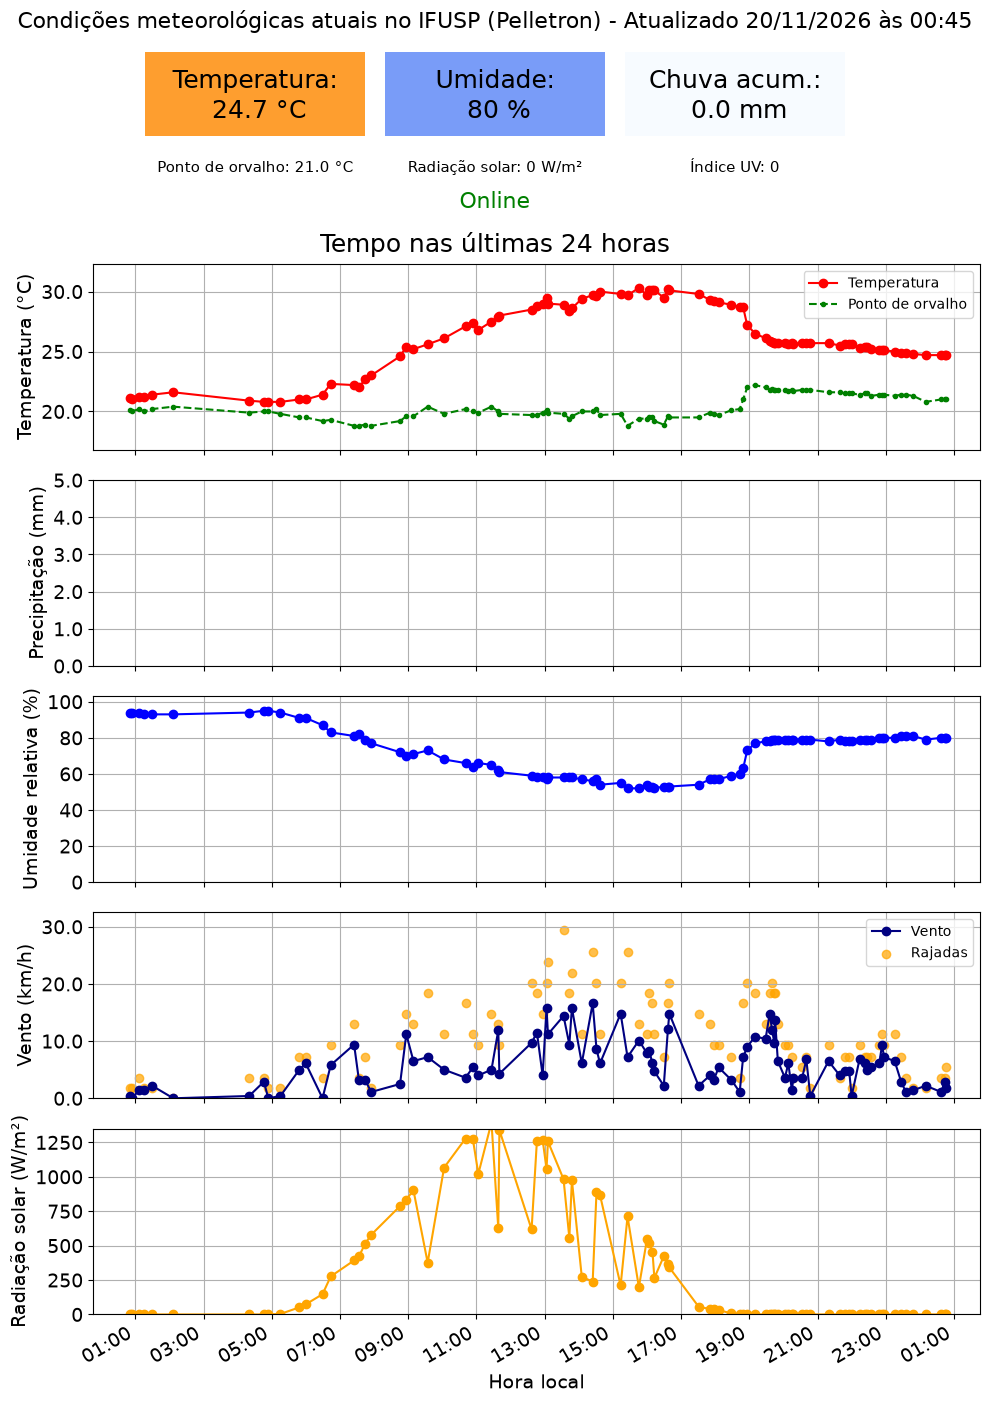 Condições meteorológicas atuais no IFUSP (Pelletron) - Atualizado 20/11/2026 às 00:45
Temperatura:
24.7 °C
Umidade:
80 %
Chuva acum.:
0.0 mm
Ponto de orvalho: 21.0 °C
Radiação solar: 0 W/m²
Índice UV: 0
Online
Tempo nas últimas 24 horas
Temperatura (°C)
30.0
25.0
20.0
Temperatura
Ponto de orvalho
Precipitação (mm)
5.0
4.0
3.0
2.0
1.0
0.0
Umidade relativa (%)
100
80
60
40
20
0
Vento (km/h)
30.0
20.0
10.0
0.0
Vento
Rajadas
Radiação solar (W/m²)
1250
1000
750
500
250
0
01:00
03:00
05:00
07:00
09:00
11:00
13:00
15:00
17:00
19:00
21:00
23:00
01:00
Hora local